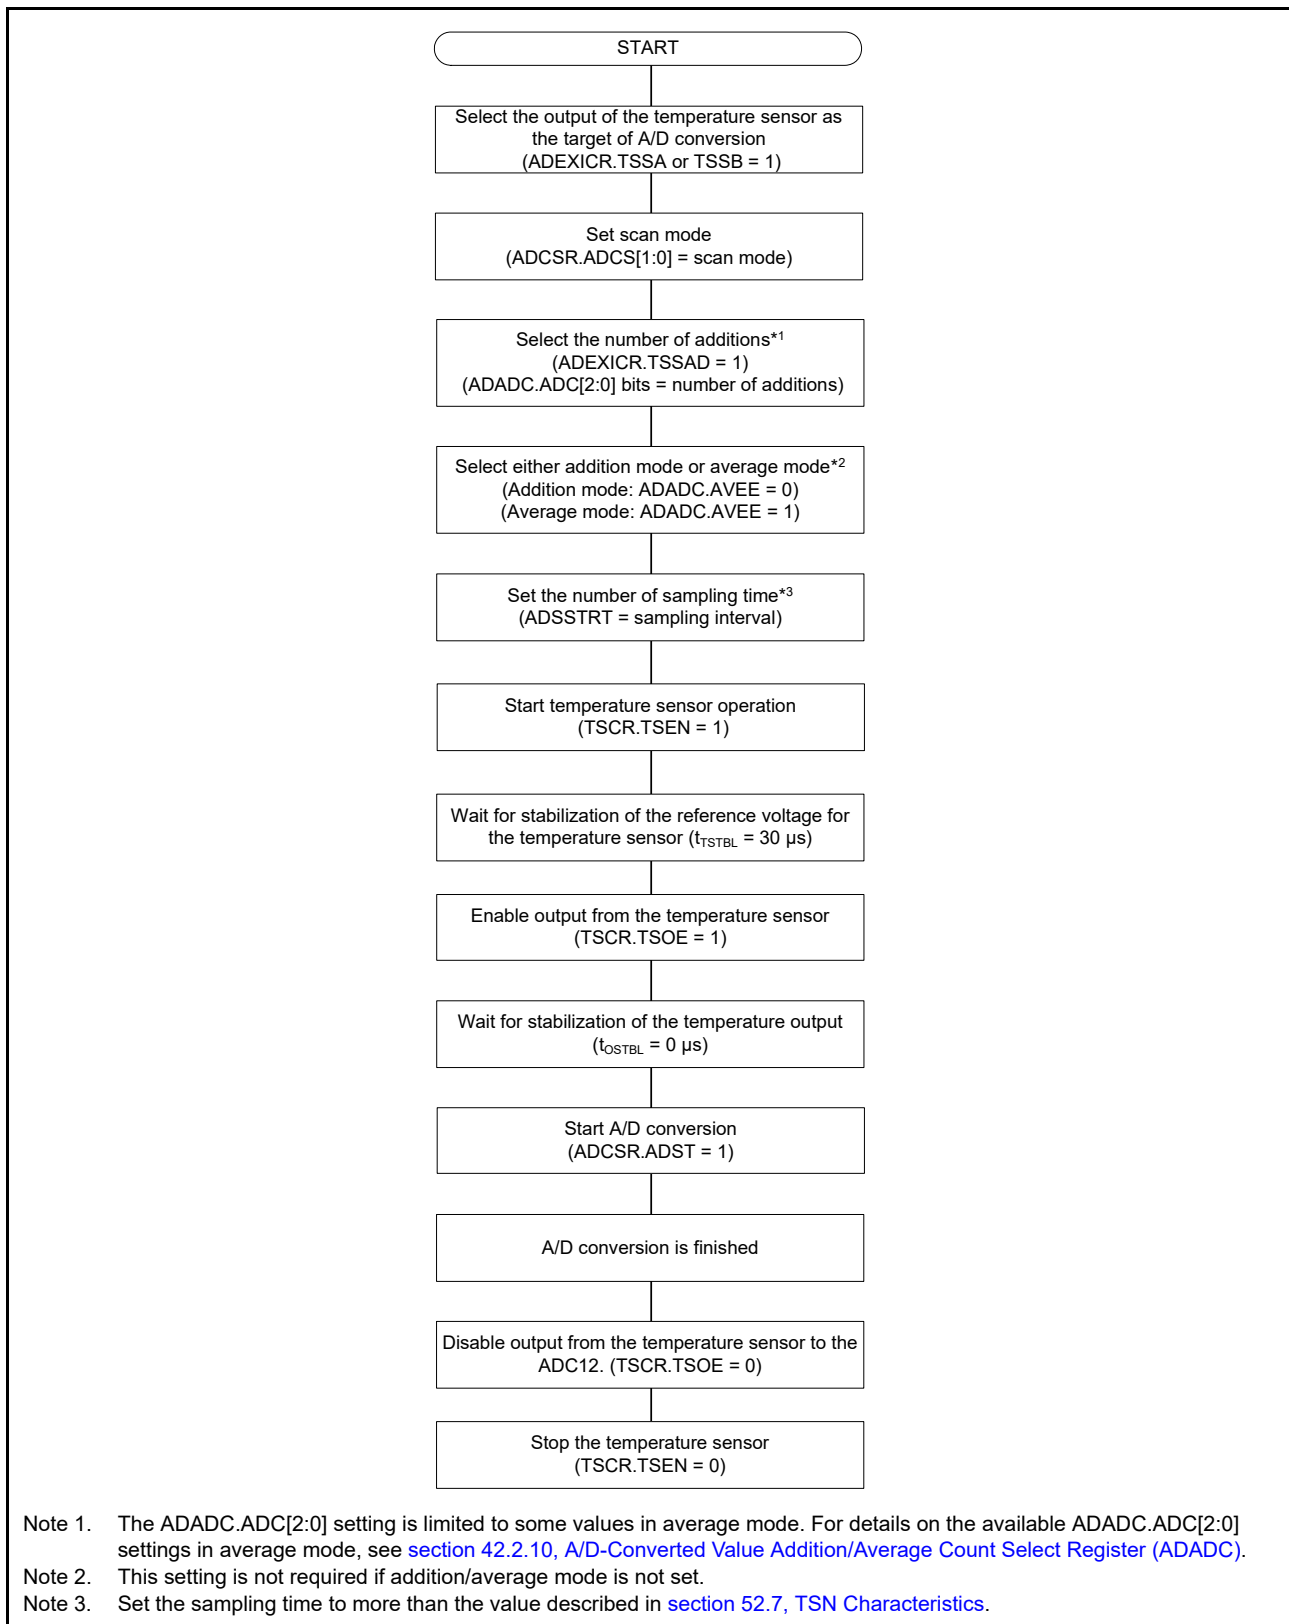 START
Select the output of the temperature sensor as
the target of A/D conversion
(ADEXICR.TSSA or TSSB = 1)
Set scan mode
(ADCSR.ADCS[1:0] = scan mode)
Select the number of additions*1
(ADEXICR.TSSAD = 1)
(ADADC.ADC[2:0] bits = number of additions)
Select either addition mode or average mode*2
(Addition mode: ADADC.AVEE = 0)
(Average mode: ADADC.AVEE = 1)
Set the number of sampling time*3
(ADSSTRT = sampling interval)
Start temperature sensor operation
(TSCR.TSEN = 1)
Wait for stabilization of the reference voltage for
the temperature sensor (tTSTBL = 30 µs)
Enable output from the temperature sensor
(TSCR.TSOE = 1)
Wait for stabilization of the temperature output
(tOSTBL = 0 µs)
Start A/D conversion
(ADCSR.ADST = 1)
A/D conversion is finished
Disable output from the temperature sensor to the
ADC12. (TSCR.TSOE = 0)
Stop the temperature sensor
(TSCR.TSEN = 0)
Note 1. The ADADC.ADC[2:0] setting is limited to some values in average mode. For details on the available ADADC.ADC[2:0]
settings in average mode, see section 42.2.10, A/D-Converted Value Addition/Average Count Select Register (ADADC).
Note 2. This setting is not required if addition/average mode is not set.
Note 3. Set the sampling time to more than the value described in section 52.7, TSN Characteristics.